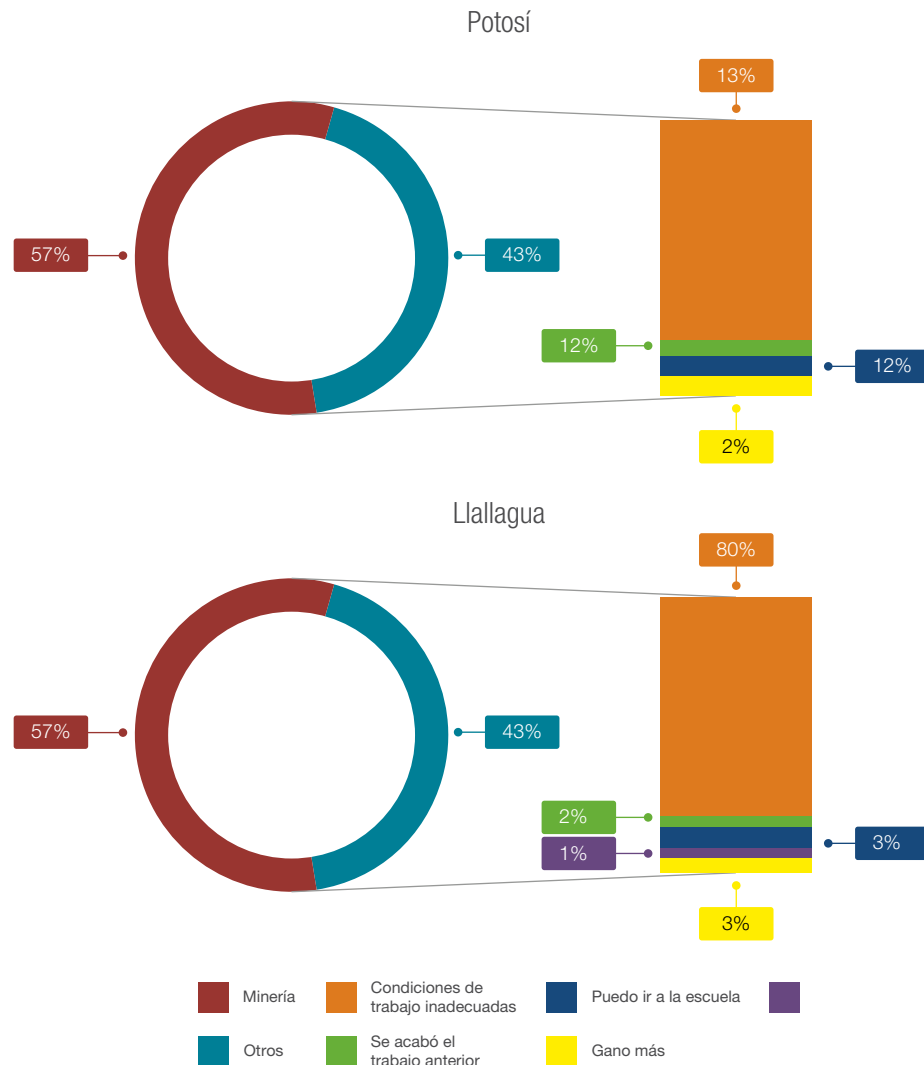 Potosí
13%
57%
43%
12%
12%
2%
Llallagua
80%
57%
43%
2%
3%
1%
3%
Minería
Condiciones de
trabajo inadecuadas
Puedo ir a la escuela
Otros
Se acabó el
trabajo anterior
Gano más